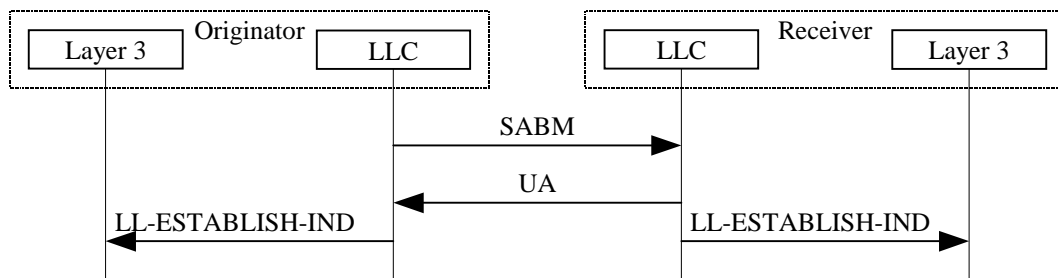 Originator Receiver
Layer 3 LLC LLC Layer 3
SABM
UA
LL-ESTABLISH-IND LL-ESTABLISH-IND